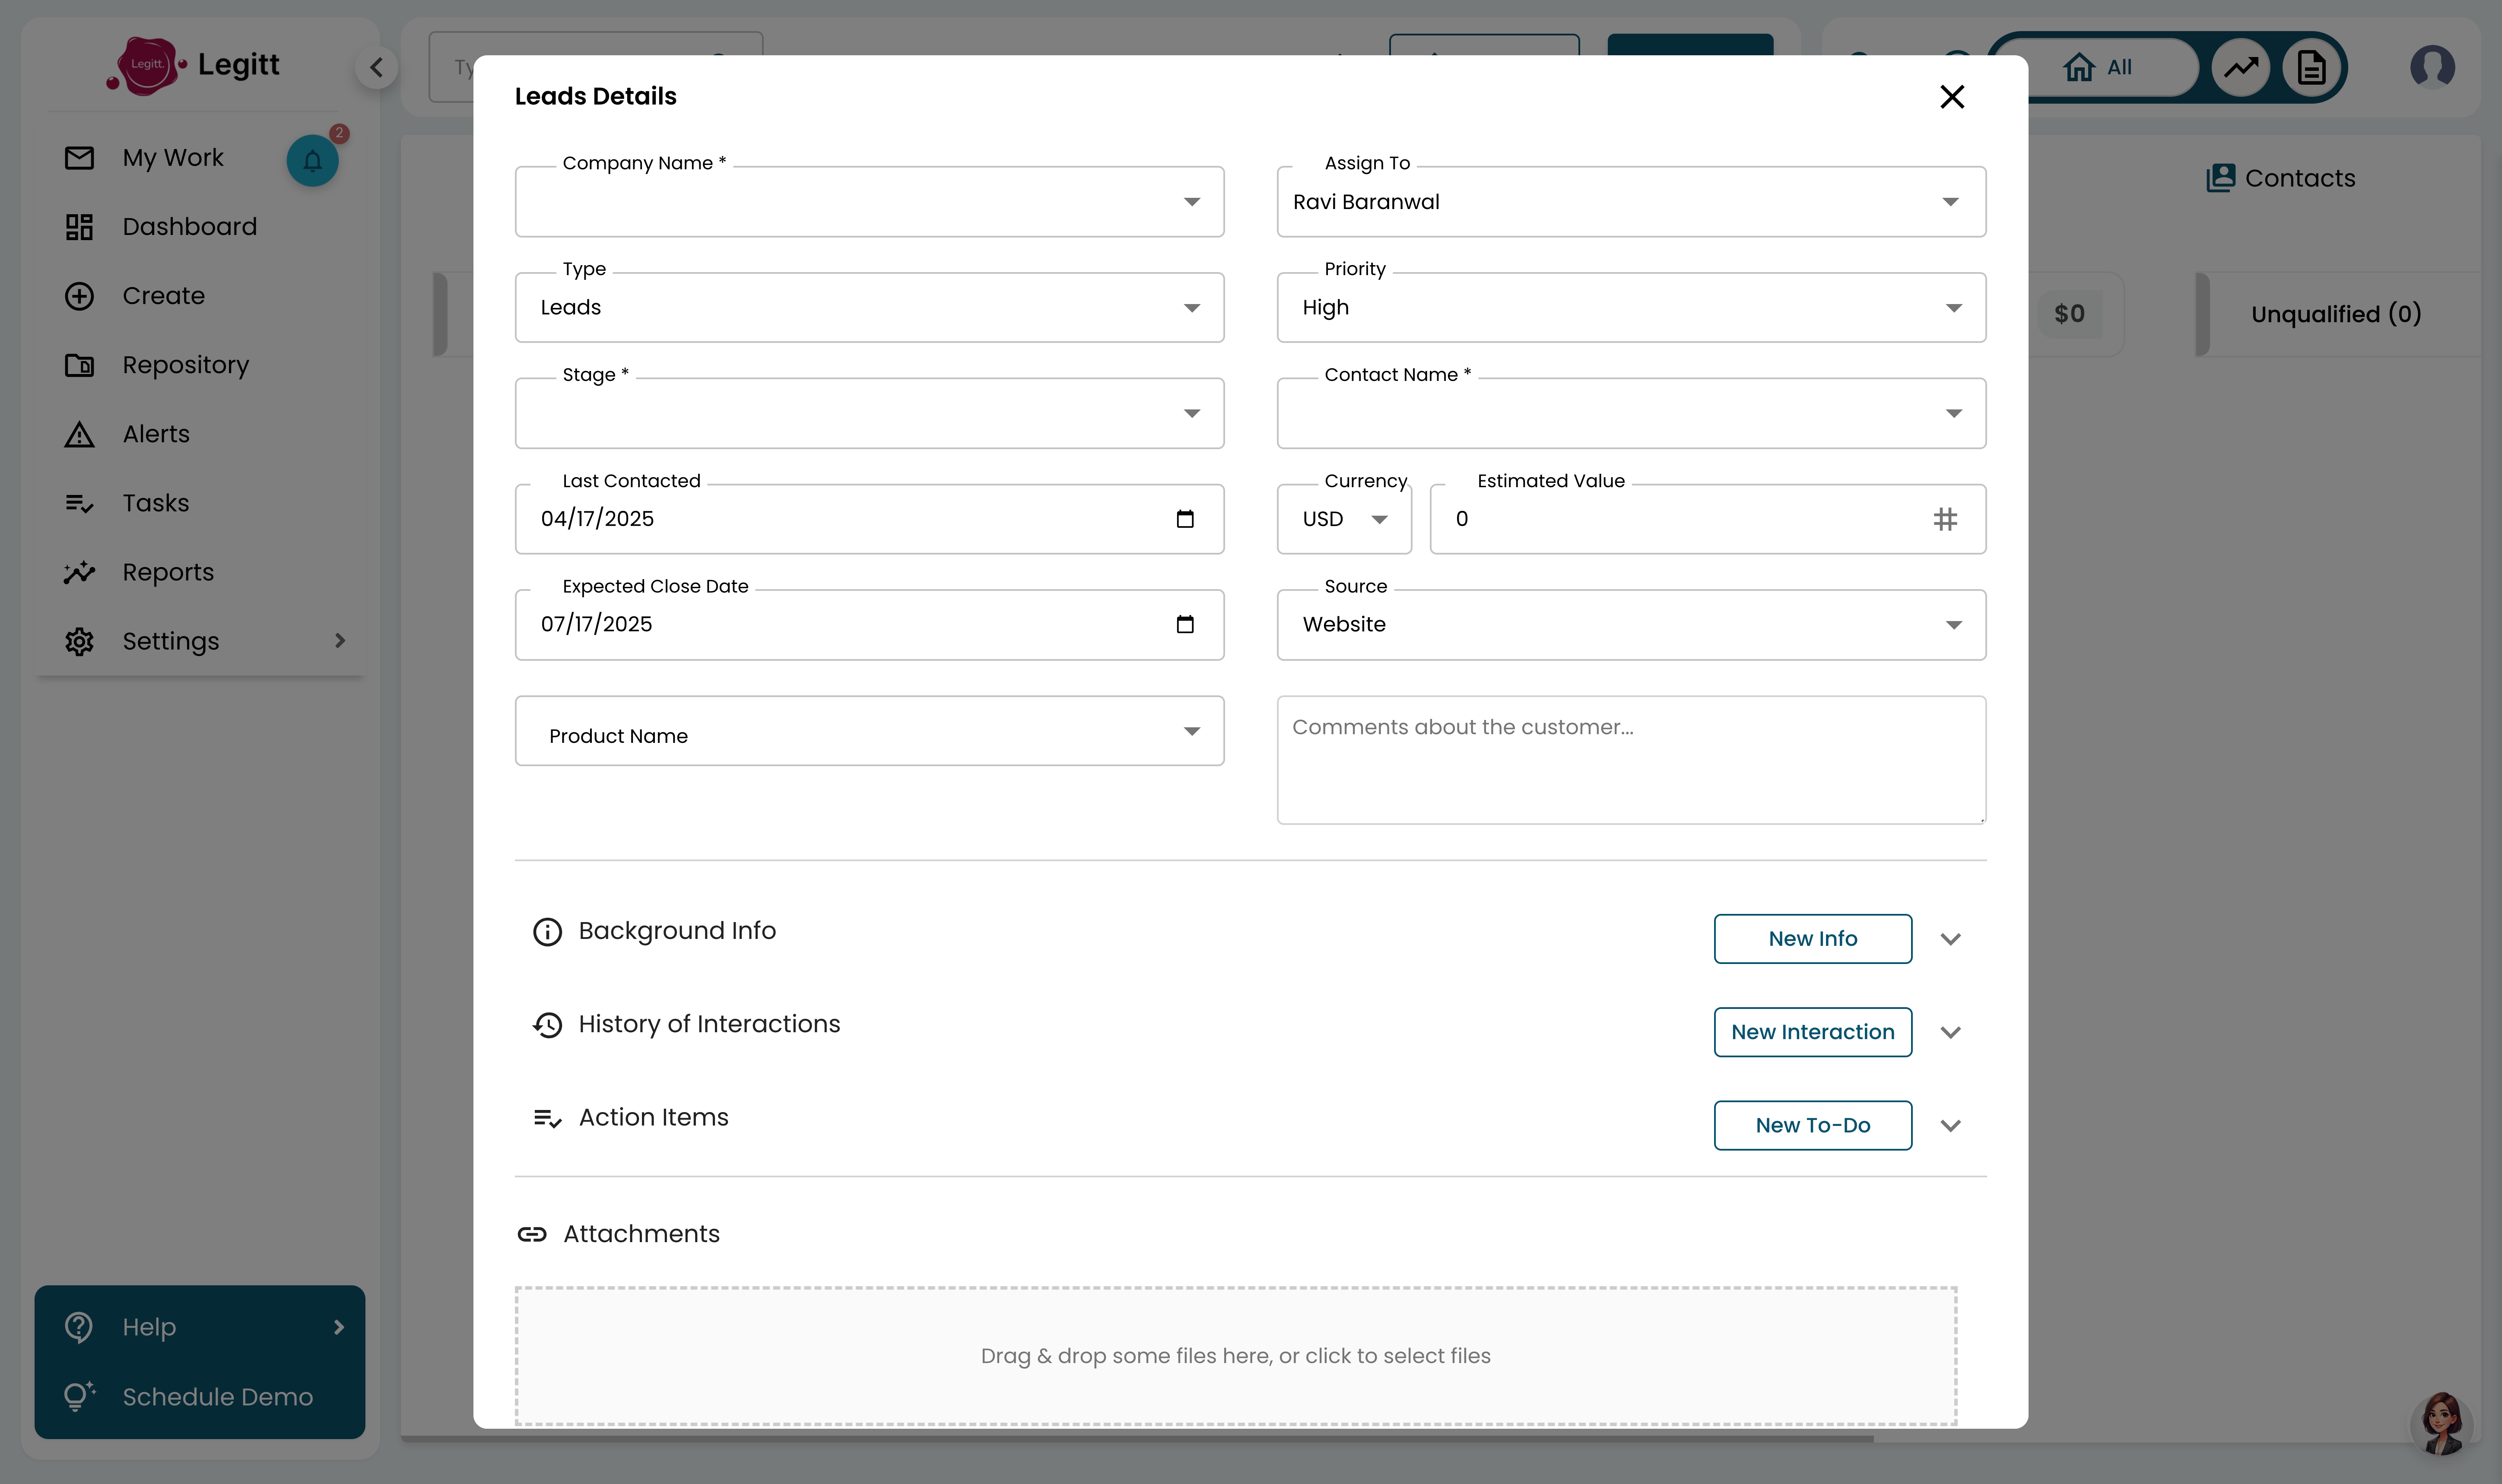 Legitt.
Legitt
My Work
2
Dashboard
Create
Repository
Alerts
Tasks
Reports
Settings
Help
Schedule Demo
Ty
All
Contacts
$0
Unqualified (0)
Leads Details
Company Name *
Assign To
Ravi Baranwal
Type
Leads
Priority
High
Stage *
Contact Name *
Last Contacted
04/17/2025
Currency
USD
Estimated Value
0
Expected Close Date
07/17/2025
Source
Website
Product Name
Comments about the customer...
Background Info
New Info
History of Interactions
New Interaction
Action Items
New To-Do
Attachments
Drag & drop some files here, or click to select files